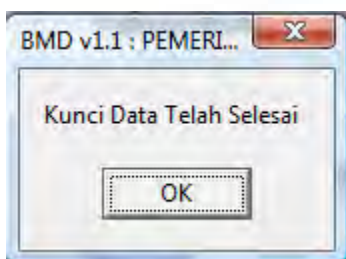 BMD v1.1 : PEMERI...
Kunci Data Telah Selesai
OK